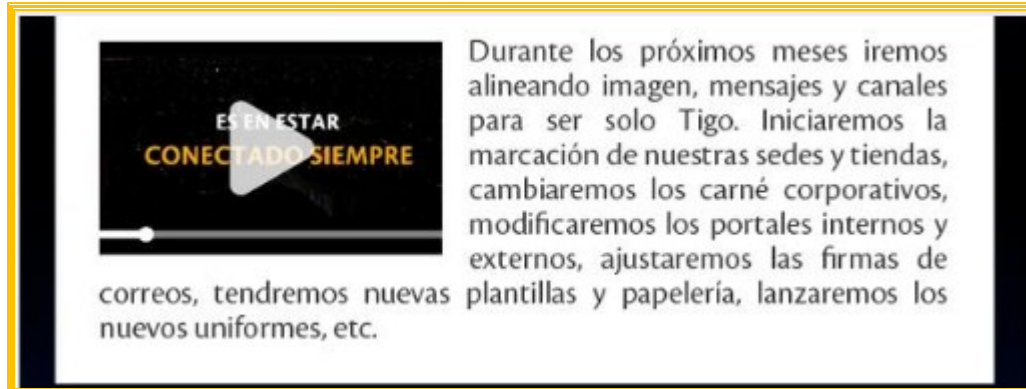 ES EN ESTAR
CONECTADO SIEMPRE
Durante los próximos meses iremos
alineando imagen, mensajes y canales
para ser solo Tigo. Iniciaremos la
marcación de nuestras sedes y tiendas,
cambiaremos los carné corporativos,
modificaremos los portales internos y
externos, ajustaremos las firmas de
correos, tendremos nuevas plantillas y papelería, lanzaremos los
nuevos uniformes, etc.